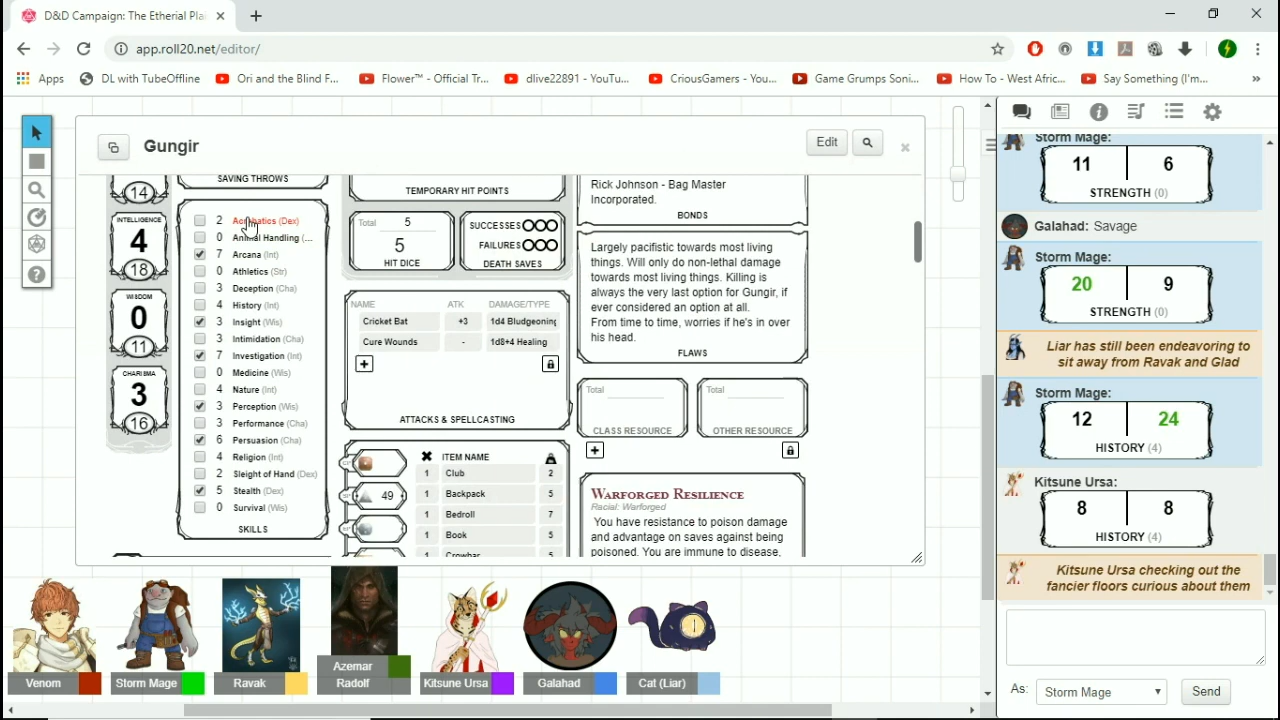 D&D Campaign: The Etherial Plai
app.roll20.net/editor/
Apps
DL with TubeOffline
Ori and the Blind F...
Flower™ - Official Tr...
dlive22891 - YouTu...
CriousGamers - You...
Game Grumps Soni...
How To - West Afric...
Say Something (I'm...
»
Gungir
Edit
14
INTELLIGENCE
4
18
WISDOM
0
11
CHARISMA
3
16
SAVING THROWS
2 Acrobatics (Dex)
0 Animal Handling (...
7 Arcana (Int)
0 Athletics (Str)
3 Deception (Cha)
4 History (Int)
3 Insight (Wis)
3 Intimidation (Cha)
7 Investigation (Int)
0 Medicine (Wis)
4 Nature (Int)
3 Perception (Wis)
3 Performance (Cha)
6 Persuasion (Cha)
4 Religion (Int)
2 Sleight of Hand (Dex)
5 Stealth (Dex)
0 Survival (Wis)
SKILLS
TEMPORARY HIT POINTS
Total 5
5
HIT DICE
SUCCESSES
FAILURES
DEATH SAVES
NAME ATK DAMAGE/TYPE
Cricket Bat +3 1d4 Bludgeoning
Cure Wounds - 1d8+4 Healing
ATTACKS & SPELLCASTING
49
ITEM NAME
1 Club 2
1 Backpack 5
1 Bedroll 7
1 Book 5
1 Crowbar 5
Rick Johnson - Bag Master
Incorporated.
BONDS
Largely pacifistic towards most living
things. Will only do non-lethal damage
towards most living things. Killing is
always the very last option for Gungir, if
ever considered an option at all.
From time to time, worries if he's in over
his head.
FLAWS
Total
CLASS RESOURCE
Total
OTHER RESOURCE
WARFORGED RESILIENCE
Racial: Warforged
You have resistance to poison damage
and advantage on saves against being
poisoned. You are immune to disease,
Storm Mage:
11 6
STRENGTH (0)
Galahad: Savage
Storm Mage:
20 9
STRENGTH (0)
Liar has still been endeavoring to
sit away from Ravak and Glad
Storm Mage:
12 24
HISTORY (4)
Kitsune Ursa:
8 8
HISTORY (4)
Kitsune Ursa checking out the
fancier floors curious about them
As:
Storm Mage
Send
Venom
Storm Mage
Ravak
Azemar
Radolf
Kitsune Ursa
Galahad
Cat (Liar)